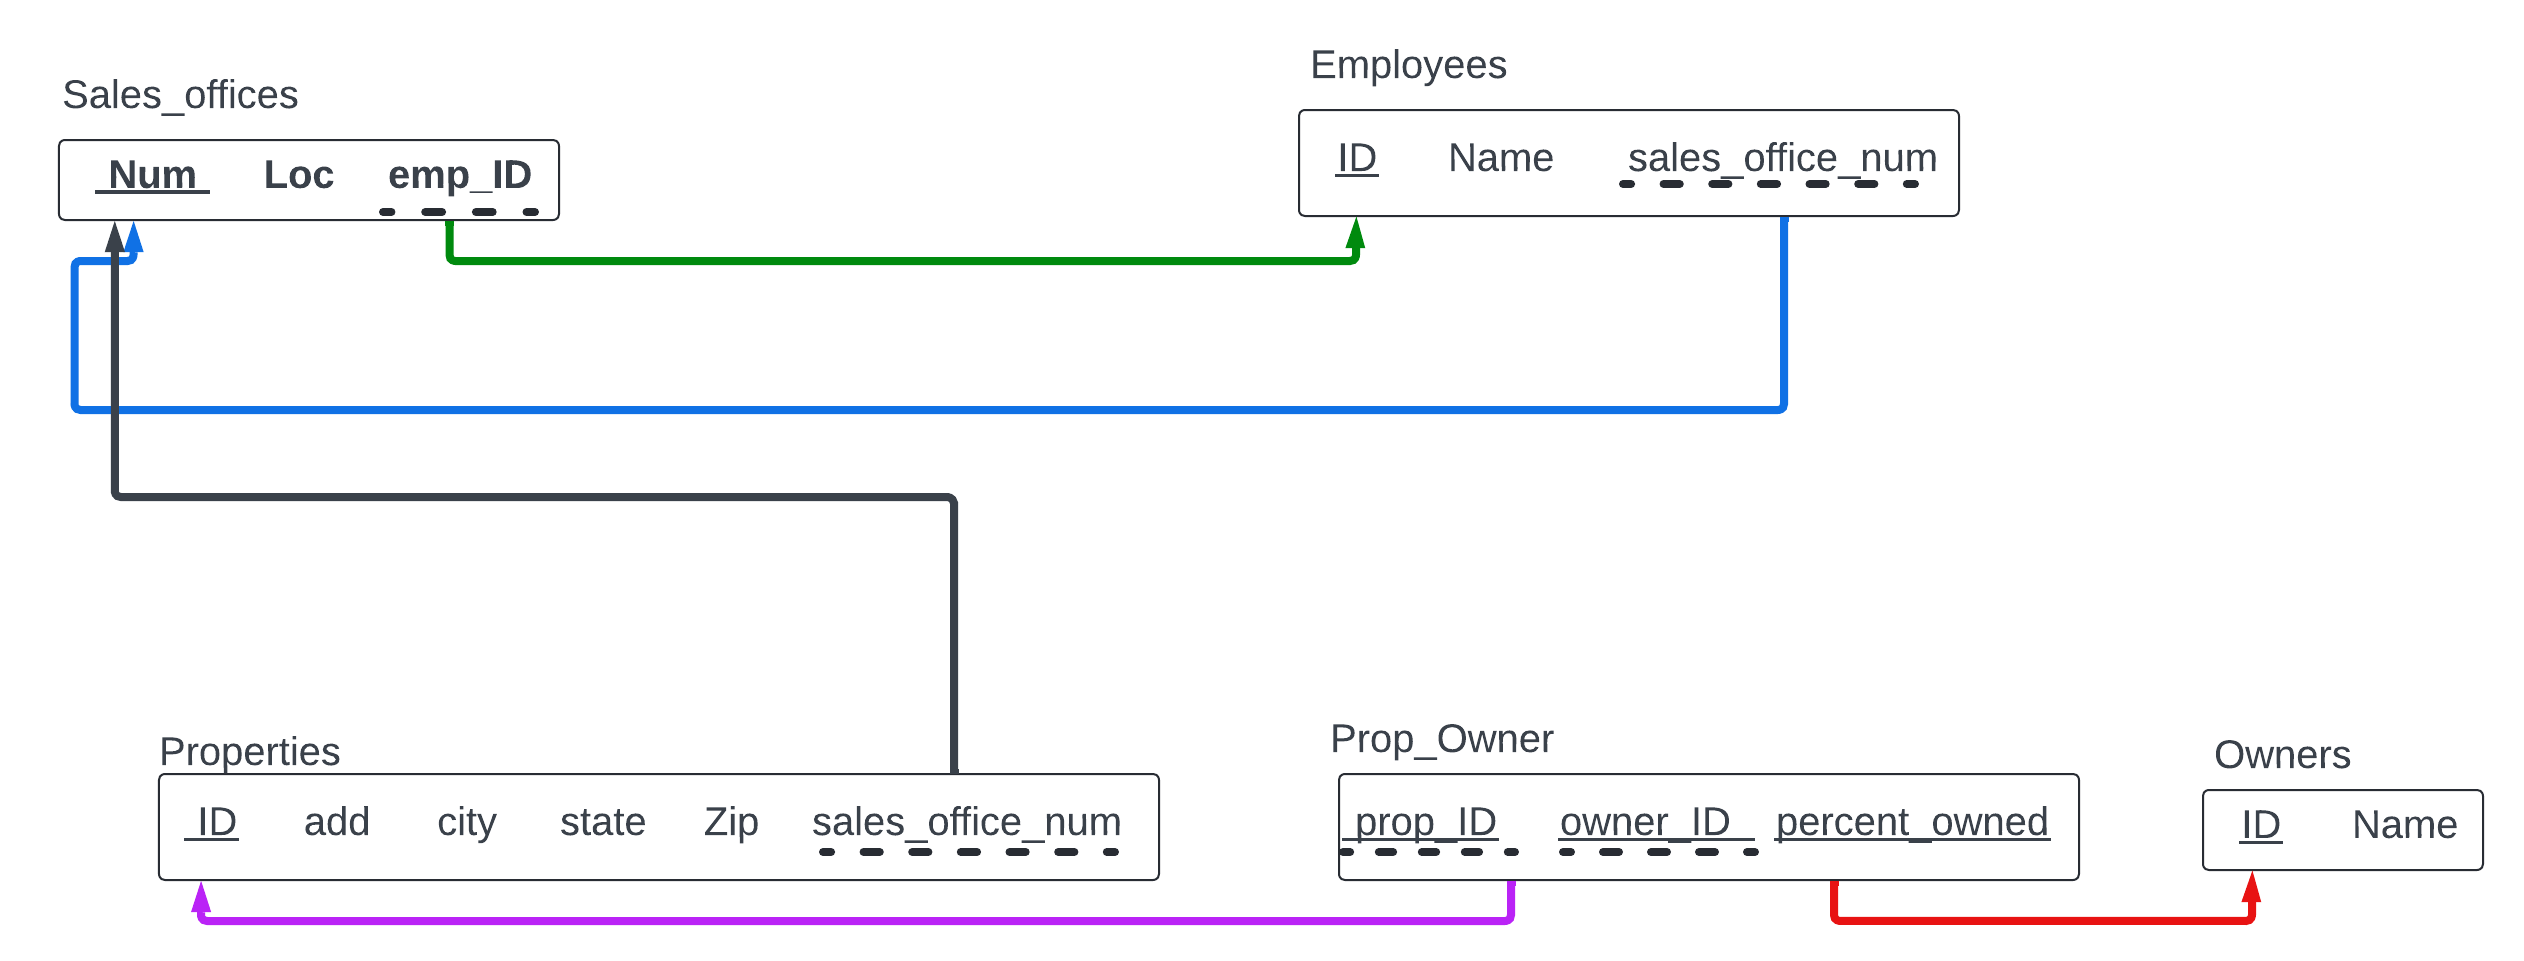 Sales_offices
Num Loc emp_ID
Employees
ID Name sales_office_num
Properties
ID add city state Zip sales_office_num
Prop_Owner
prop_ID owner_ID percent_owned
Owners
ID Name